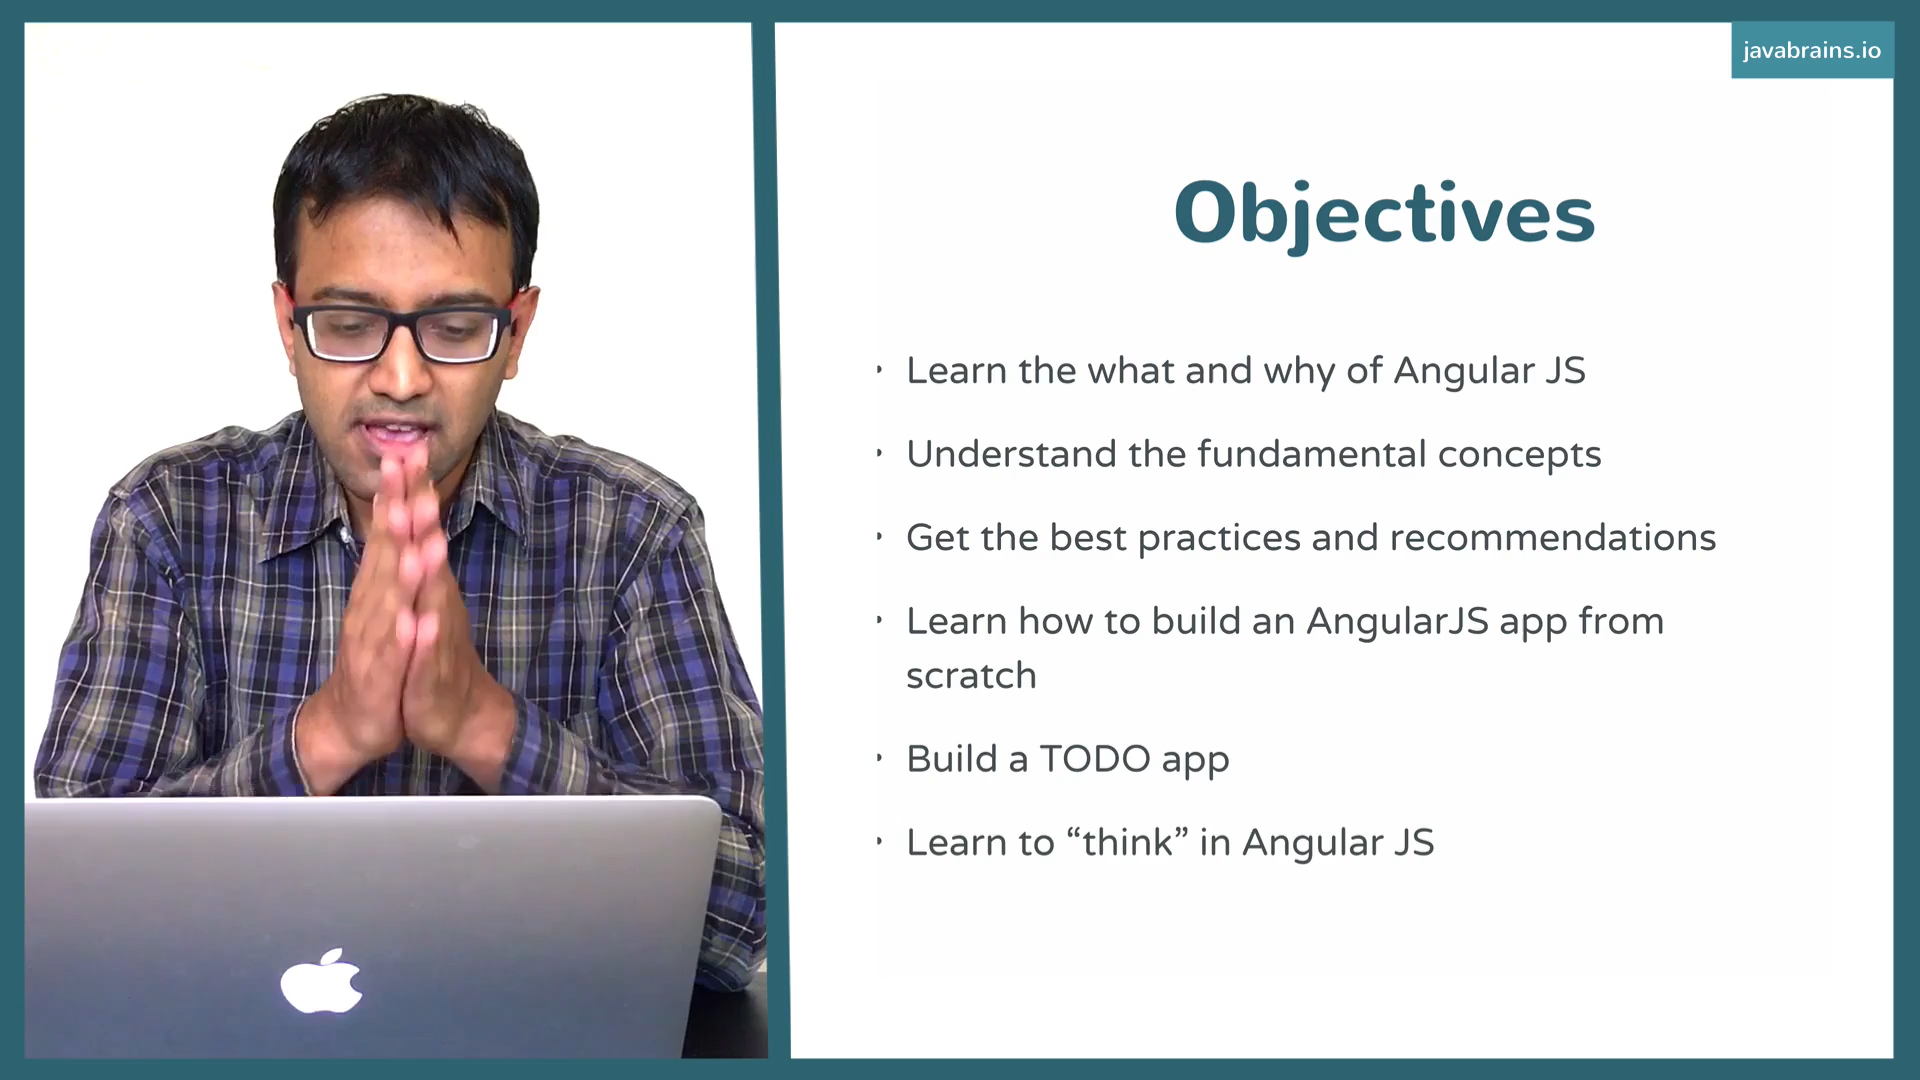 javabrains.io
Objectives
· Learn the what and why of Angular JS
· Understand the fundamental concepts
· Get the best practices and recommendations
· Learn how to build an AngularJS app from
scratch
· Build a TODO app
· Learn to “think” in Angular JS